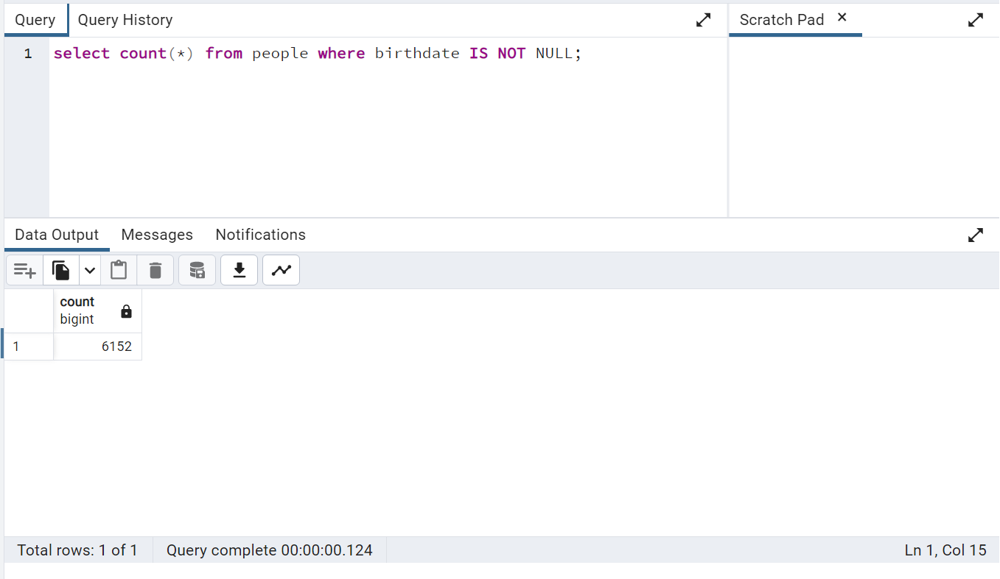 Query Query History Scratch Pad ×
1 select count(*) from people where birthdate IS NOT NULL;
Data Output Messages Notifications
count
bigint
1 6152
Total rows: 1 of 1 Query complete 00:00:00.124 Ln 1, Col 15